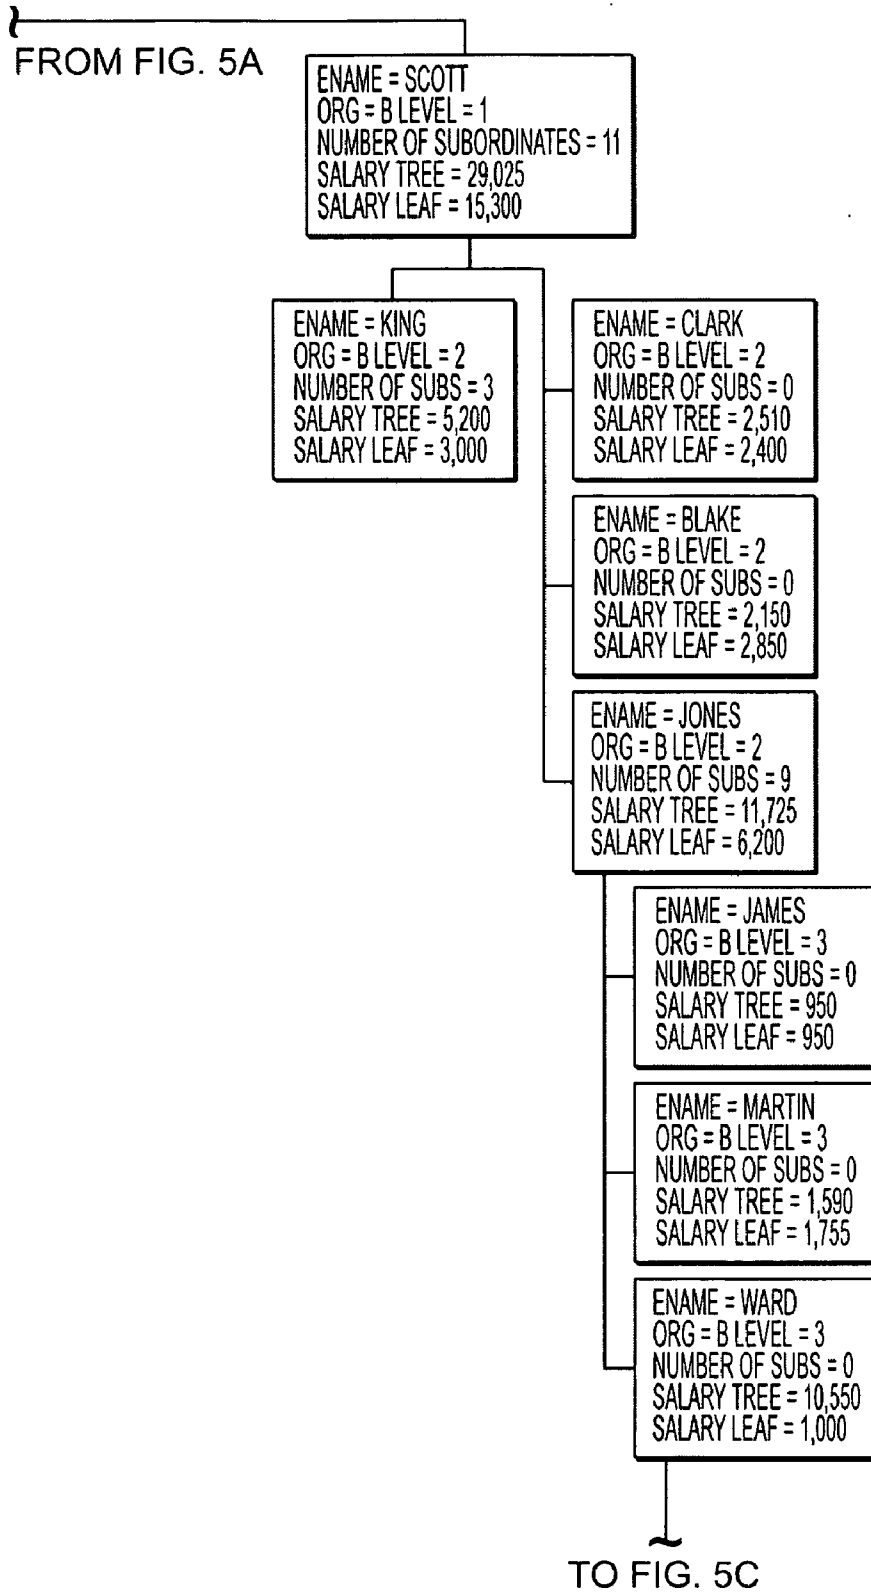 FROM FIG. 5A
ENAME = SCOTT
ORG = B LEVEL = 1
NUMBER OF SUBORDINATES = 11
SALARY TREE = 29,025
SALARY LEAF = 15,300
ENAME = KING
ORG = B LEVEL = 2
NUMBER OF SUBS = 3
SALARY TREE = 5,200
SALARY LEAF = 3,000
ENAME = CLARK
ORG = B LEVEL = 2
NUMBER OF SUBS = 0
SALARY TREE = 2,510
SALARY LEAF = 2,400
ENAME = BLAKE
ORG = B LEVEL = 2
NUMBER OF SUBS = 0
SALARY TREE = 2,150
SALARY LEAF = 2,850
ENAME = JONES
ORG = B LEVEL = 2
NUMBER OF SUBS = 9
SALARY TREE = 11,725
SALARY LEAF = 6,200
ENAME = JAMES
ORG = B LEVEL = 3
NUMBER OF SUBS = 0
SALARY TREE = 950
SALARY LEAF = 950
ENAME = MARTIN
ORG = B LEVEL = 3
NUMBER OF SUBS = 0
SALARY TREE = 1,590
SALARY LEAF = 1,755
ENAME = WARD
ORG = B LEVEL = 3
NUMBER OF SUBS = 0
SALARY TREE = 10,550
SALARY LEAF = 1,000
TO FIG. 5C